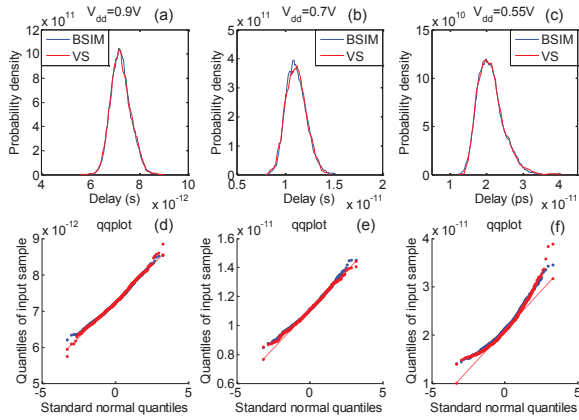 V_dd=0.9V (a)
x 10^11
12
10
8
6
4
2
0
Probability density
BSIM
VS
4 6 8 10
Delay (s)
x 10^-12
V_dd=0.7V (b)
x 10^11
5
4
3
2
1
0
Probability density
BSIM
VS
0.5 1 1.5 2
Delay (s)
x 10^-11
V_dd=0.55V (c)
x 10^10
15
10
5
0
Probability density
BSIM
VS
1 2 3 4
Delay (ps)
x 10^-11
qqplot (d)
x 10^-12
9
8
7
6
5
Quantiles of input sample
-5 0 5
Standard normal quantiles
qqplot (e)
x 10^-11
1.6
1.4
1.2
1
0.8
0.6
Quantiles of input sample
-5 0 5
Standard normal quantiles
qqplot (f)
x 10^-11
4
3
2
1
Quantiles of input sample
-5 0 5
Standard normal quantiles